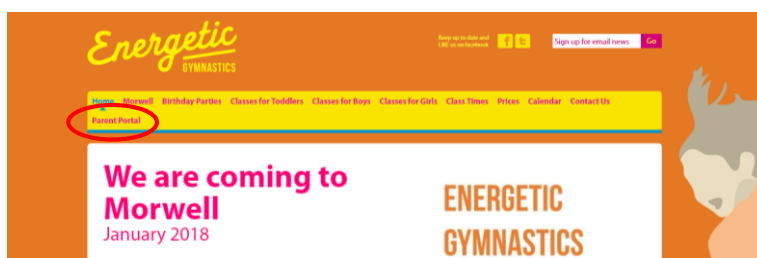 Energetic
GYMNASTICS
Keep up to date and
LIKE us on facebook
Sign up for email news Go
Home Morwell Birthday Parties Classes for Toddlers Classes for Boys Classes for Girls Class Times Prices Calendar Contact Us
Parent Portal
We are coming to
Morwell
January 2018
ENERGETIC
GYMNASTICS